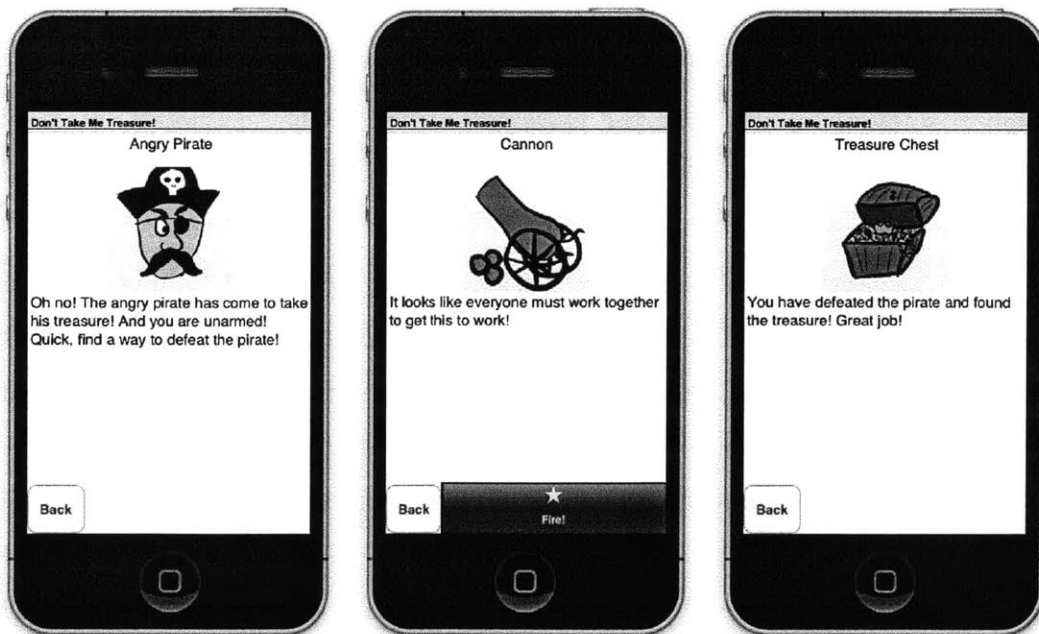 Don't Take Me Treasure!
Angry Pirate
Oh no! The angry pirate has come to take
his treasure! And you are unarmed!
Quick, find a way to defeat the pirate!
Back
Don't Take Me Treasure!
Cannon
It looks like everyone must work together
to get this to work!
Back
Fire!
Don't Take Me Treasure!
Treasure Chest
You have defeated the pirate and found
the treasure! Great job!
Back